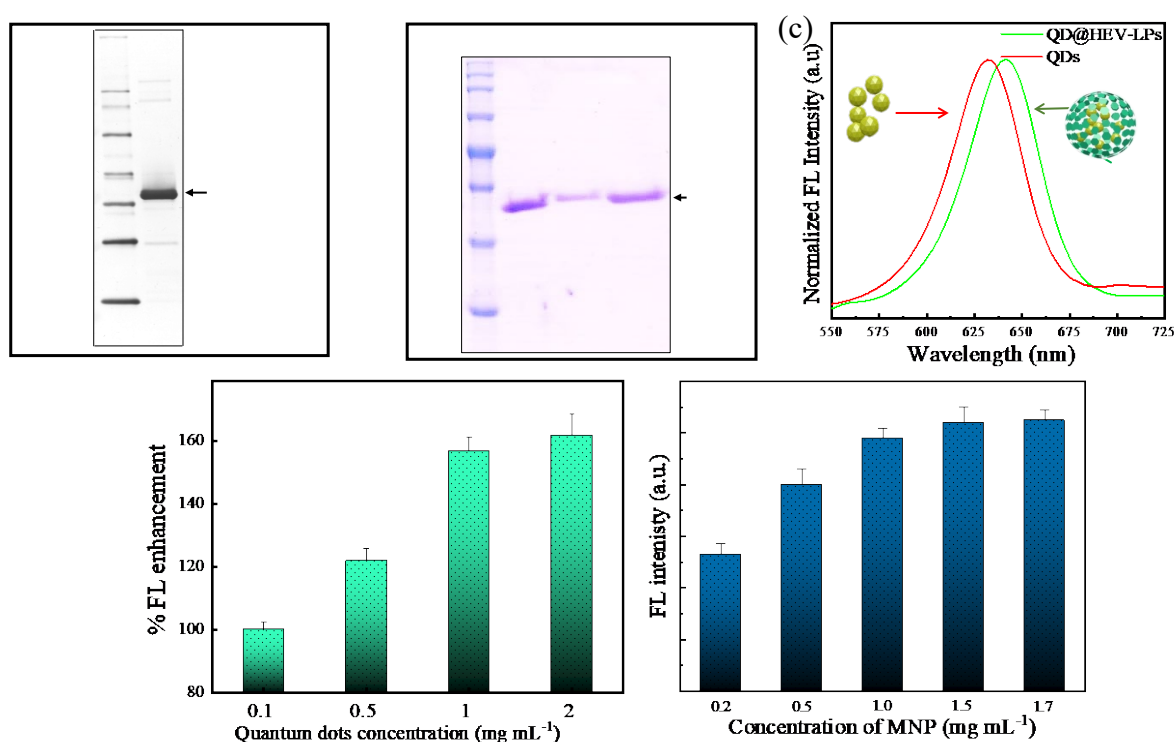 (c)
QD@HEV-LPs
QDs
Normalized FL Intensity (a.u)
550 575 600 625 650 675 700 725
Wavelength (nm)
% FL enhancement
160
140
120
100
80
0.1 0.5 1 2
Quantum dots concentration (mg mL⁻¹)
FL intenisty (a.u.)
0.2 0.5 1.0 1.5 1.7
Concentration of MNP (mg mL⁻¹)